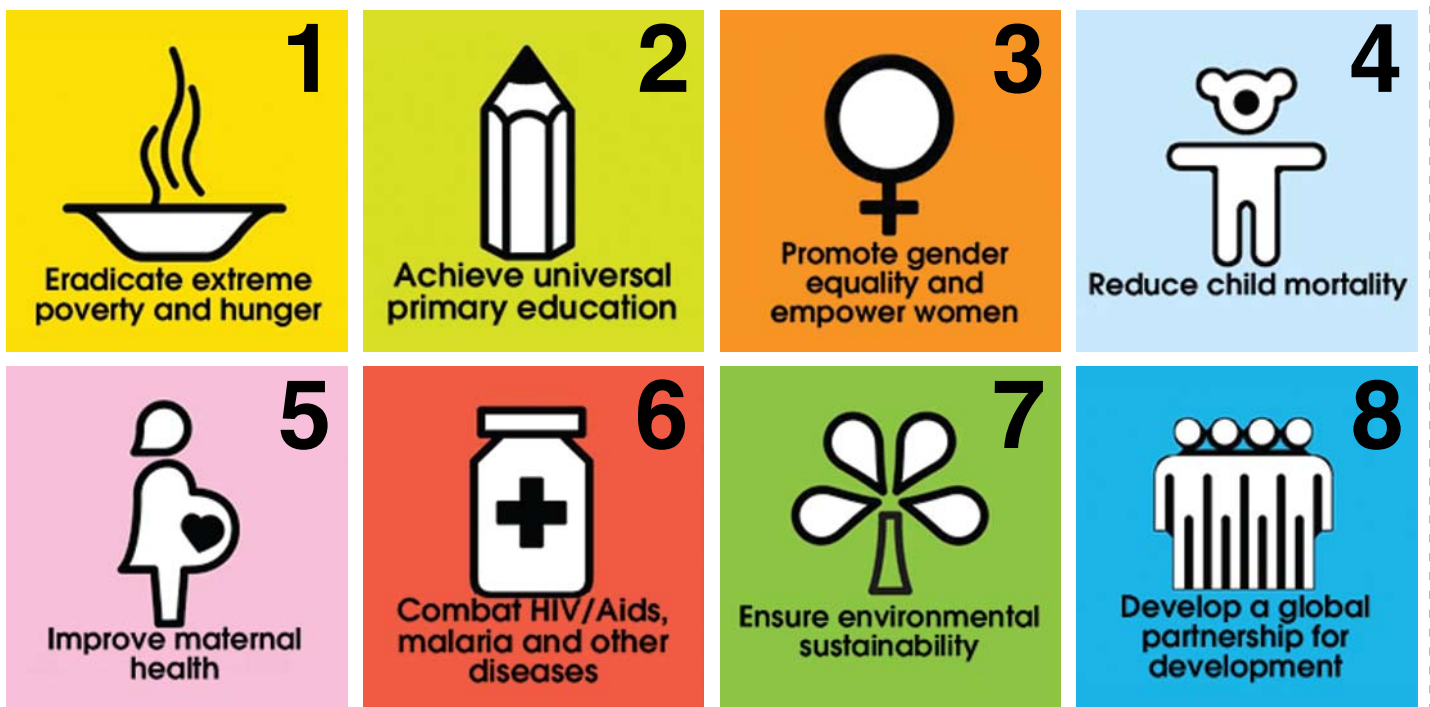 1
Eradicate extreme
poverty and hunger
2
Achieve universal
primary education
3
Promote gender
equality and
empower women
4
Reduce child mortality
5
Improve maternal
health
6
Combat HIV/Aids,
malaria and other
diseases
7
Ensure environmental
sustainability
8
Develop a global
partnership for
development